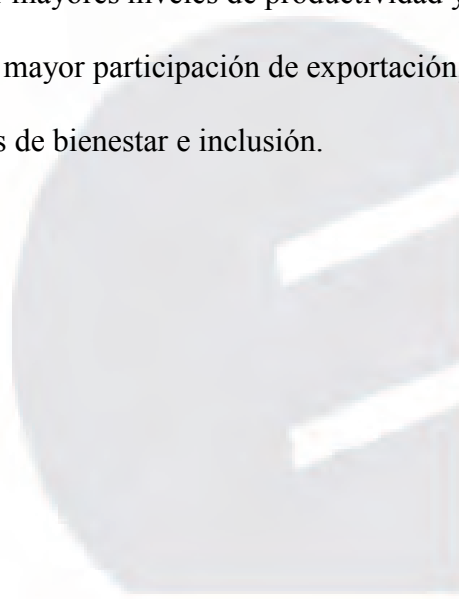 mayores niveles de productividad y
mayor participación de exportación
de bienestar e inclusión.